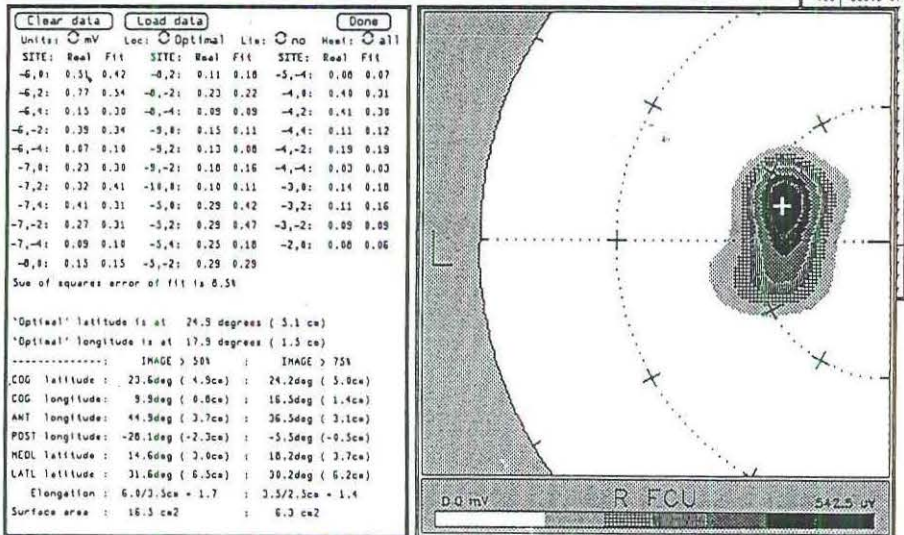 Clear data Load data Done
Units: mV Loc: Optimal Lim: no Hemi: all
SITE: Real Fit SITE: Real Fit SITE: Real Fit
-6,0: 0.51 0.42 -8,2: 0.11 0.18 -5,-4: 0.08 0.07
-6,2: 0.77 0.54 -8,-2: 0.23 0.22 -4,0: 0.40 0.31
-6,4: 0.15 0.30 -8,-4: 0.09 0.09 -4,2: 0.41 0.30
-6,-2: 0.39 0.34 -9,0: 0.15 0.11 -4,4: 0.11 0.12
-6,-4: 0.07 0.10 -9,2: 0.13 0.08 -4,-2: 0.19 0.19
-7,0: 0.23 0.30 -9,-2: 0.18 0.16 -4,-4: 0.03 0.03
-7,2: 0.32 0.41 -10,0: 0.10 0.11 -3,0: 0.14 0.18
-7,4: 0.41 0.31 -5,0: 0.29 0.42 -3,2: 0.11 0.16
-7,-2: 0.27 0.31 -5,2: 0.29 0.47 -3,-2: 0.09 0.09
-7,-4: 0.09 0.10 -5,4: 0.25 0.18 -2,0: 0.08 0.06
-8,0: 0.15 0.15 -5,-2: 0.29 0.29
Sum of squares error of fit is 8.5%
'Optimal' latitude is at 24.9 degrees ( 5.1 cm)
'Optimal' longitude is at 17.9 degrees ( 1.5 cm)
-------------: IMAGE > 50% : IMAGE > 75%
COG latitude : 23.6deg ( 4.9cm) : 24.2deg ( 5.0cm)
COG longitude: 9.9deg ( 0.8cm) : 16.5deg ( 1.4cm)
ANT longitude: 44.9deg ( 3.7cm) : 36.5deg ( 3.1cm)
POST longitude: -28.1deg (-2.3cm) : -5.5deg (-0.5cm)
MEDL latitude: 14.6deg ( 3.0cm) : 18.2deg ( 3.7cm)
LATL latitude: 31.6deg ( 6.5cm) : 30.2deg ( 6.2cm)
Elongation : 6.0/3.5cm = 1.7 : 3.5/2.5cm = 1.4
Surface area : 16.5 cm2 : 6.3 cm2
L
R FCU
0.0 mV 542.5 uV